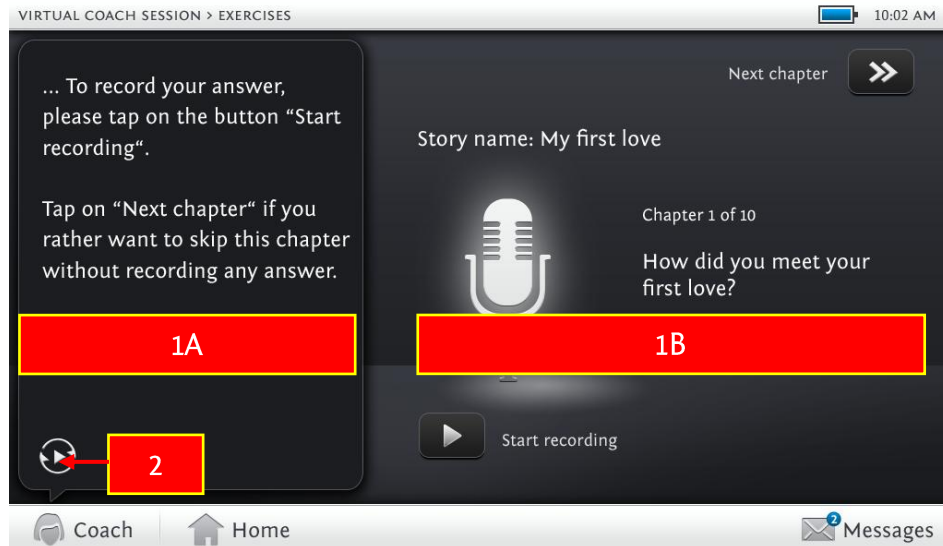 VIRTUAL COACH SESSION > EXERCISES
10:02 AM
... To record your answer,
please tap on the button “Start
recording“.
Tap on “Next chapter“ if you
rather want to skip this chapter
without recording any answer.
1A
2
Next chapter
Story name: My first love
Chapter 1 of 10
How did you meet your
first love?
1B
Start recording
Coach
Home
2
Messages